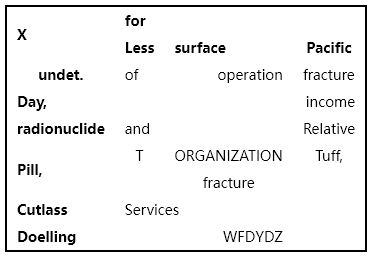 X for
Less surface Pacific
undet. of operation fracture
Day, income
radionuclide and Relative
Pill, T ORGANIZATION fracture Tuff,
Cutlass Services
Doelling WFDYDZ